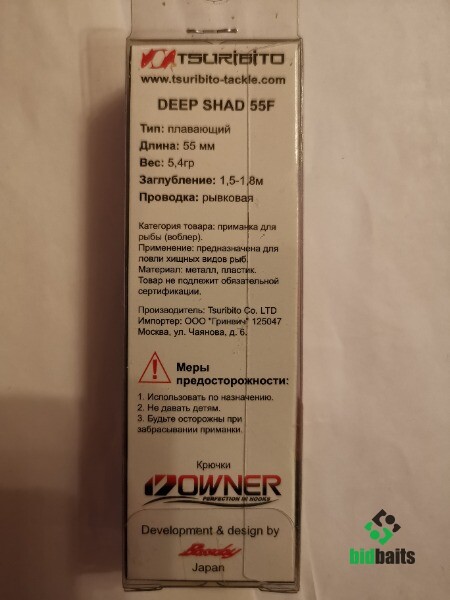 TSURIBITO
www.tsuribito-tackle.com
DEEP SHAD 55F
Тип: плавающий
Длина: 55 мм
Вес: 5,4гр
Заглубление: 1,5-1,8м
Проводка: рывковая
Категория товара: приманка для
рыбы (воблер).
Применение: предназначена для
ловли хищных видов рыб.
Материал: металл, пластик.
Товар не подлежит обязательной
сертификации.
Производитель: Tsuribito Co. LTD
Импортер: ООО "Гринвич" 125047
Москва, ул. Чаянова, д. 6.
Меры
предосторожности:
1. Использовать по назначению.
2. Не давать детям.
3. Будьте осторожны при
забрасывании приманки.
Крючки
OWNER
PERFECTION IN HOOKS
Development & design by
Japan
bidbaits